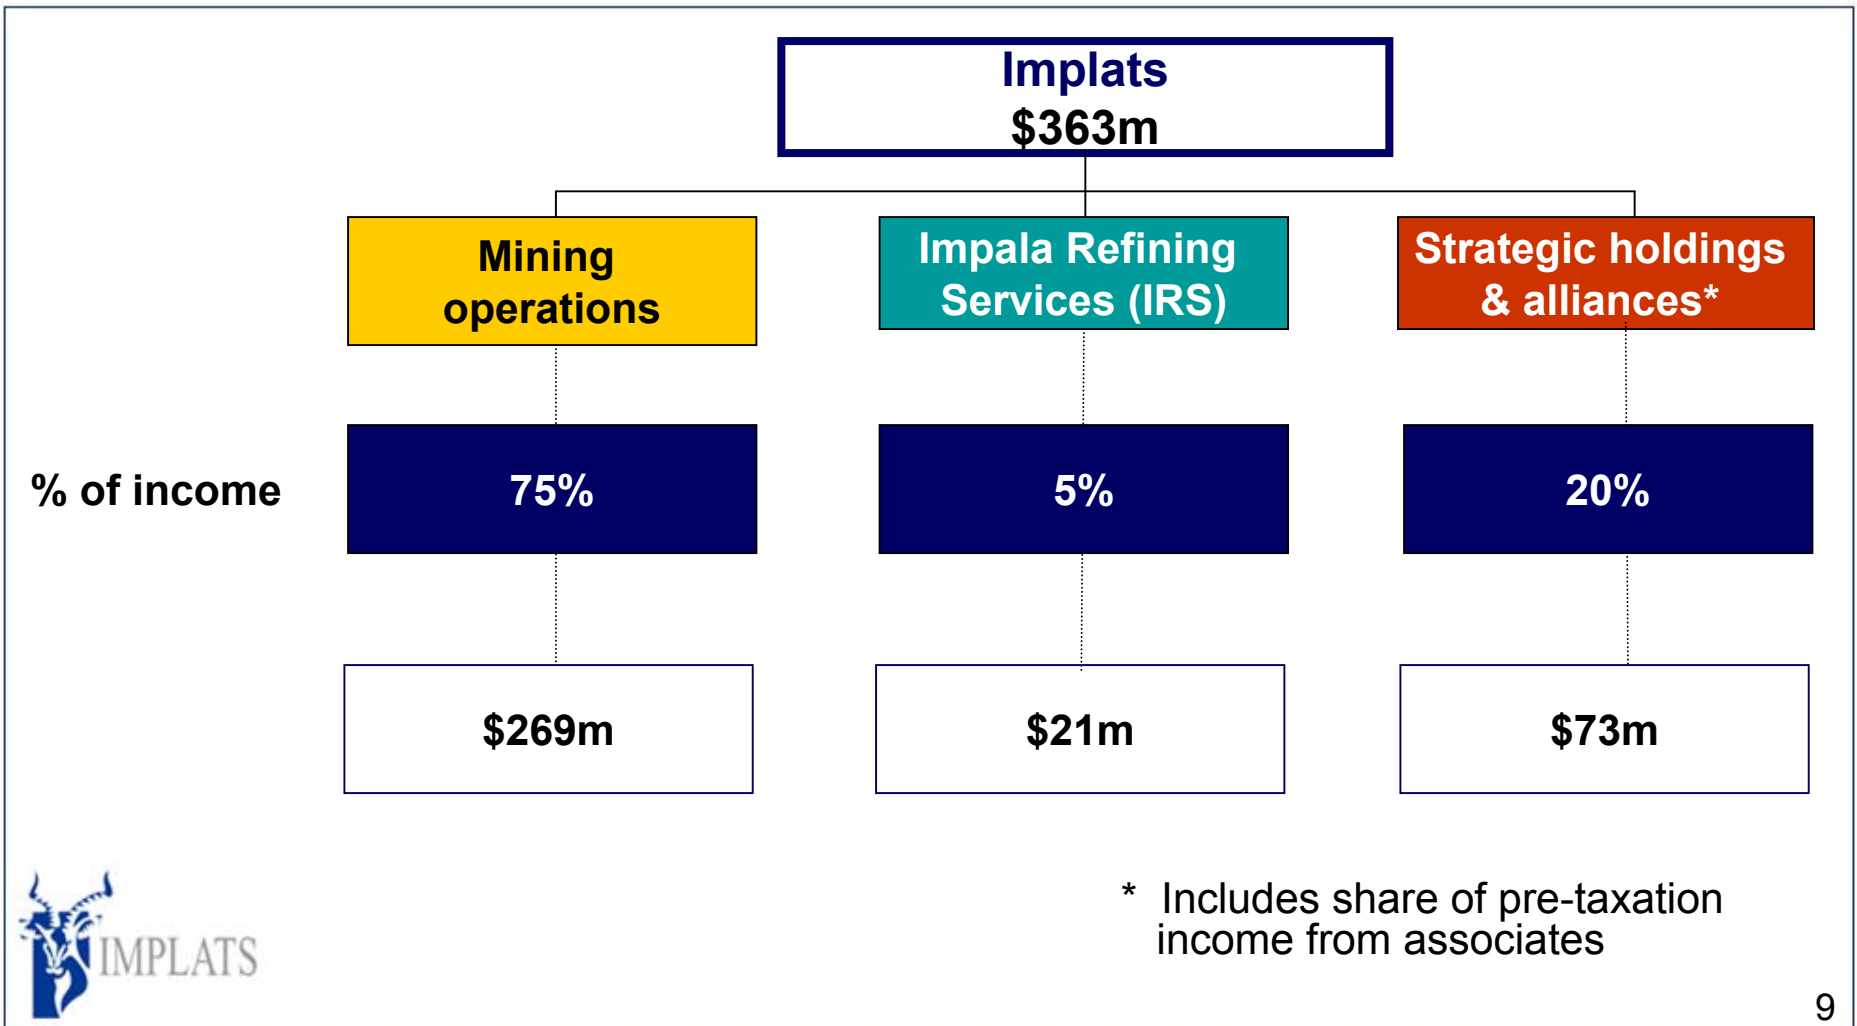 Implats
$363m
Mining
operations
Impala Refining
Services (IRS)
Strategic holdings
& alliances*
% of income
75%
5%
20%
$269m
$21m
$73m
* Includes share of pre-taxation
income from associates
IMPLATS
9